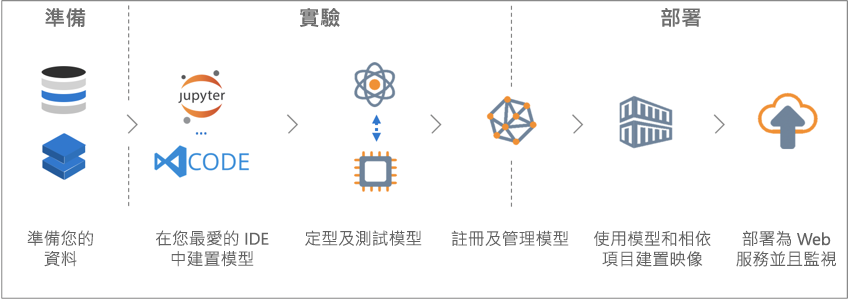 準備
實驗
部署
jupyter
...
CODE
準備您的
資料
在您最愛的 IDE
中建置模型
定型及測試模型
註冊及管理模型
使用模型和相依
項目建置映像
部署為 Web
服務並且監視